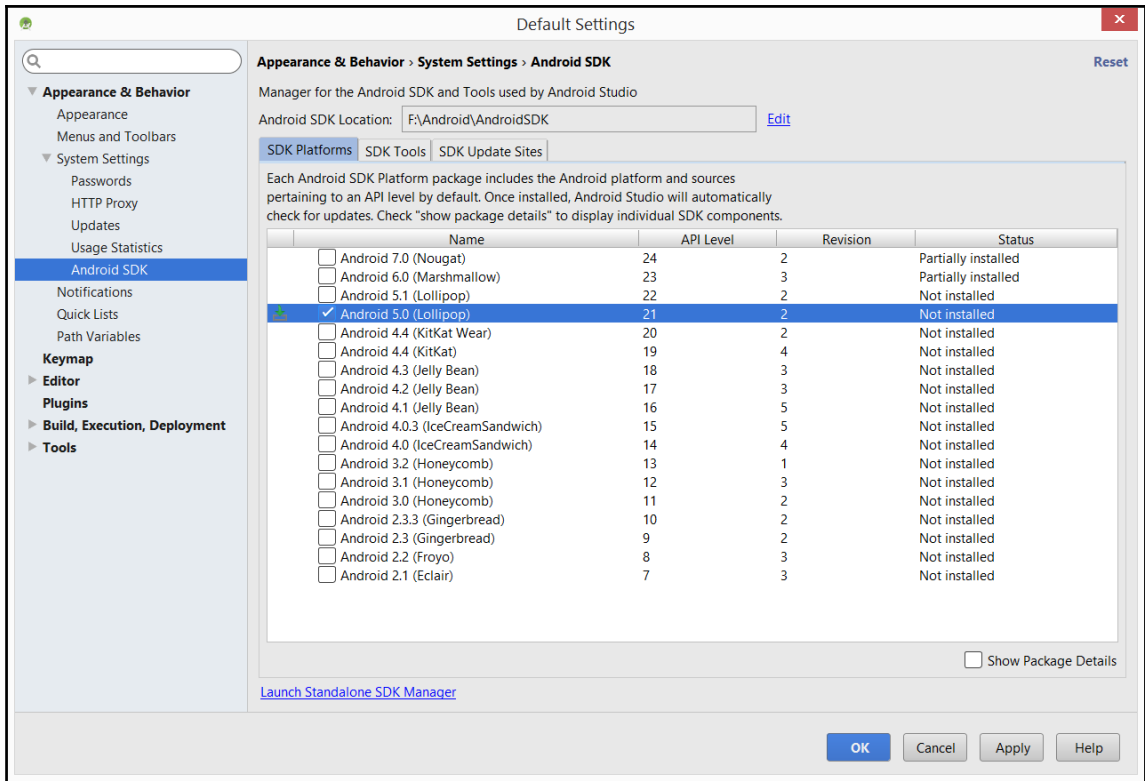 Default Settings
Appearance & Behavior › System Settings › Android SDK
Reset
Appearance & Behavior
Appearance
Menus and Toolbars
System Settings
Passwords
HTTP Proxy
Updates
Usage Statistics
Android SDK
Notifications
Quick Lists
Path Variables
Keymap
Editor
Plugins
Build, Execution, Deployment
Tools
Manager for the Android SDK and Tools used by Android Studio
Android SDK Location: F:\Android\AndroidSDK Edit
SDK Platforms SDK Tools SDK Update Sites
Each Android SDK Platform package includes the Android platform and sources
pertaining to an API level by default. Once installed, Android Studio will automatically
check for updates. Check "show package details" to display individual SDK components.
Name API Level Revision Status
Android 7.0 (Nougat) 24 2 Partially installed
Android 6.0 (Marshmallow) 23 3 Partially installed
Android 5.1 (Lollipop) 22 2 Not installed
Android 5.0 (Lollipop) 21 2 Not installed
Android 4.4 (KitKat Wear) 20 2 Not installed
Android 4.4 (KitKat) 19 4 Not installed
Android 4.3 (Jelly Bean) 18 3 Not installed
Android 4.2 (Jelly Bean) 17 3 Not installed
Android 4.1 (Jelly Bean) 16 5 Not installed
Android 4.0.3 (IceCreamSandwich) 15 5 Not installed
Android 4.0 (IceCreamSandwich) 14 4 Not installed
Android 3.2 (Honeycomb) 13 1 Not installed
Android 3.1 (Honeycomb) 12 3 Not installed
Android 3.0 (Honeycomb) 11 2 Not installed
Android 2.3.3 (Gingerbread) 10 2 Not installed
Android 2.3 (Gingerbread) 9 2 Not installed
Android 2.2 (Froyo) 8 3 Not installed
Android 2.1 (Eclair) 7 3 Not installed
Show Package Details
Launch Standalone SDK Manager
OK Cancel Apply Help